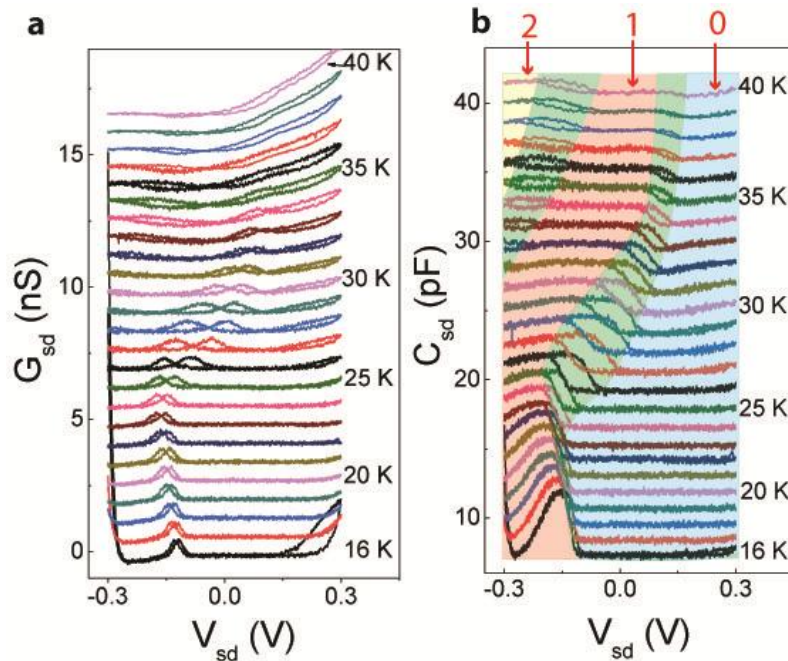 a
G_sd (nS)
15
10
5
0
40 K
35 K
30 K
25 K
20 K
16 K
-0.3
0.0
0.3
V_sd (V)
b
2
1
0
C_sd (pF)
40
30
20
10
40 K
35 K
30 K
25 K
20 K
16 K
-0.3
0.0
0.3
V_sd (V)